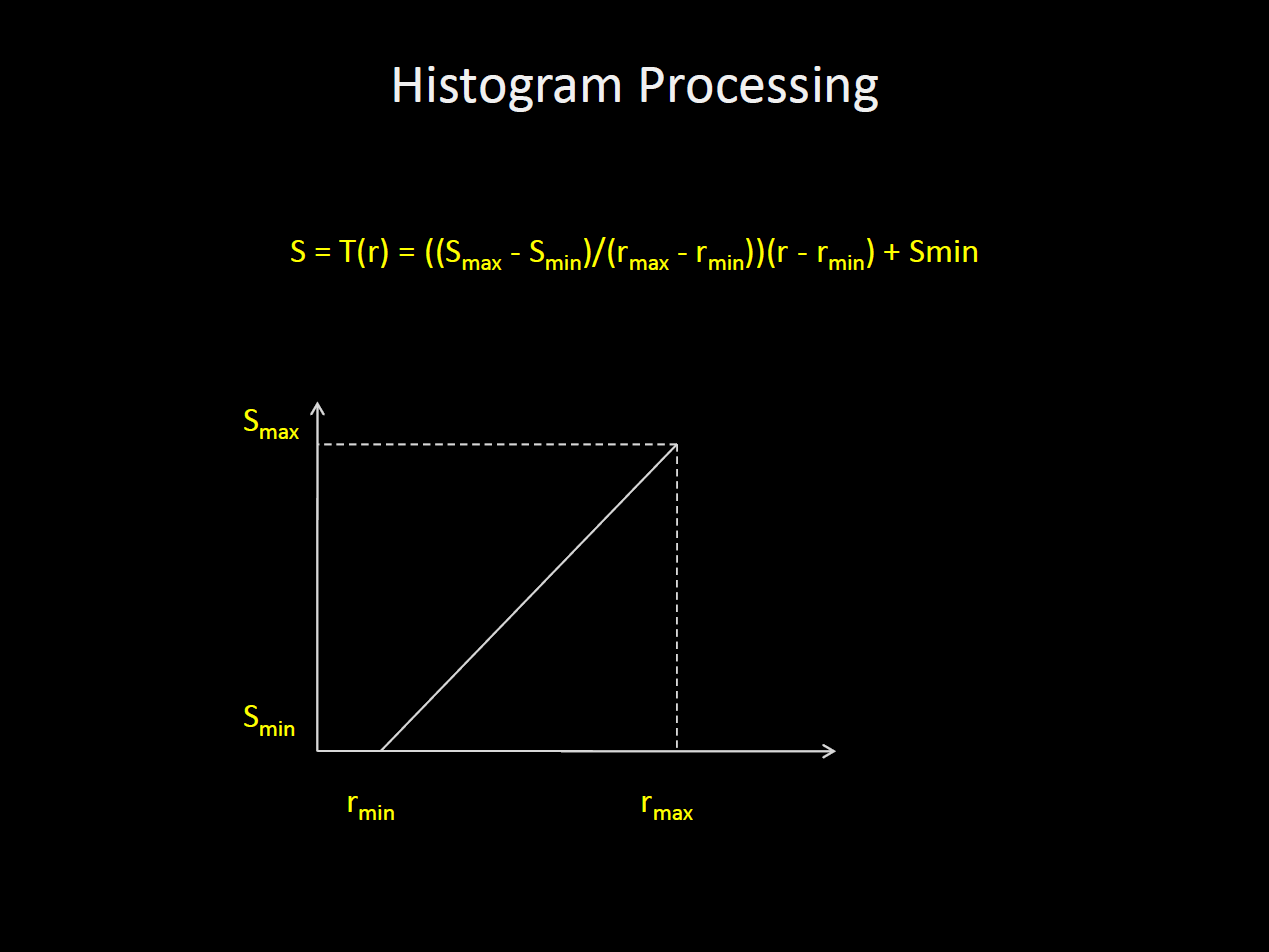 Histogram Processing
S = T(r) = ((Smax - Smin)/(rmax - rmin))(r - rmin) + Smin
Smax
Smin
rmin rmax